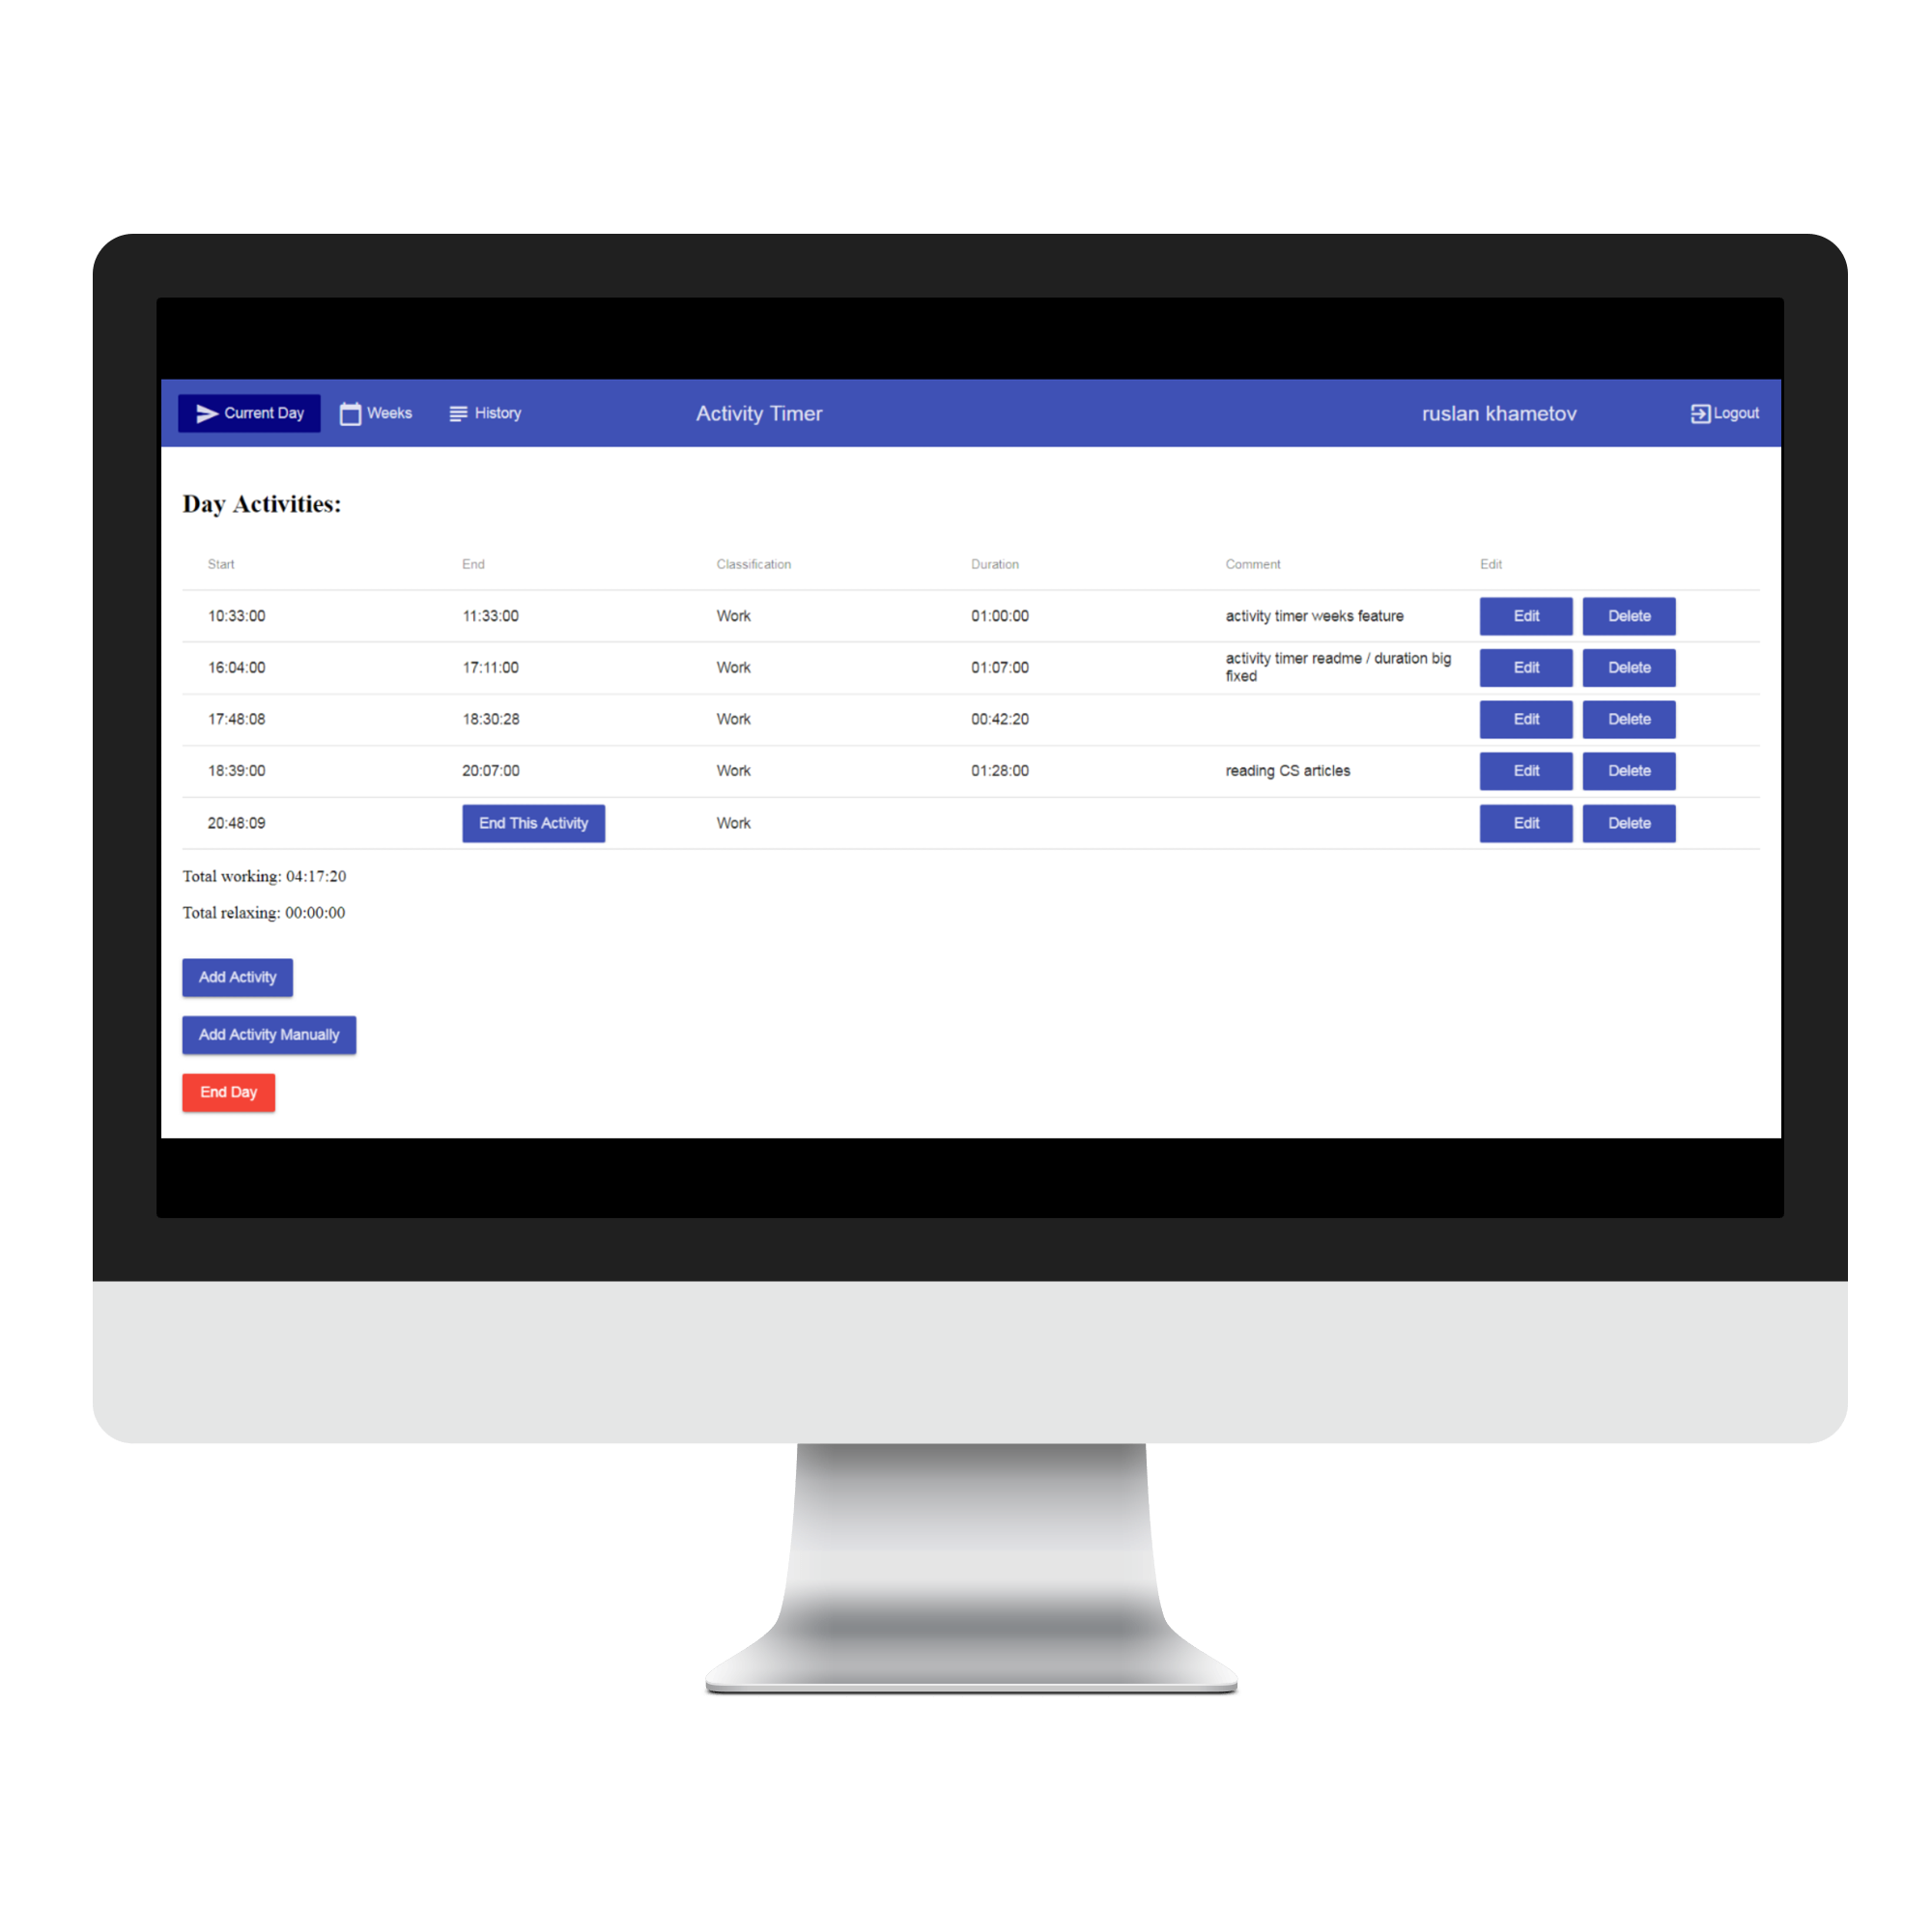 Current Day Weeks History Activity Timer ruslan khametov Logout
Day Activities:
Start End Classification Duration Comment Edit
10:33:00 11:33:00 Work 01:00:00 activity timer weeks feature Edit Delete
16:04:00 17:11:00 Work 01:07:00 activity timer readme / duration big
fixed Edit Delete
17:48:08 18:30:28 Work 00:42:20 Edit Delete
18:39:00 20:07:00 Work 01:28:00 reading CS articles Edit Delete
20:48:09 End This Activity Work Edit Delete
Total working: 04:17:20
Total relaxing: 00:00:00
Add Activity
Add Activity Manually
End Day